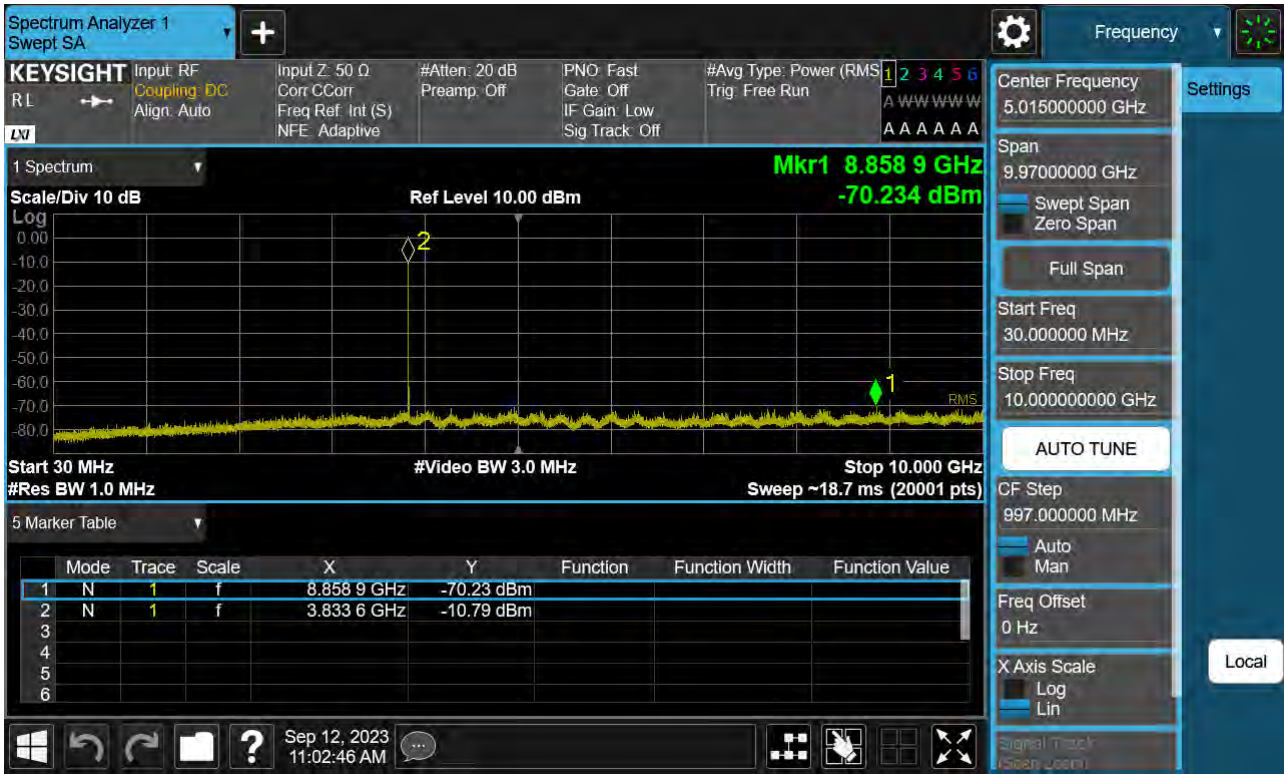 Spectrum Analyzer 1
Swept SA
+
Frequency
KEYSIGHT
RL
LXI
Input: RF
Coupling: DC
Align: Auto
Input Z: 50 Ω
Corr CCorr
Freq Ref: Int (S)
NFE: Adaptive
#Atten: 20 dB
Preamp: Off
PNO: Fast
Gate: Off
IF Gain: Low
Sig Track: Off
#Avg Type: Power (RMS
Trig: Free Run
1 2 3 4 5 6
A W W W W W
A A A A A A
1 Spectrum
Mkr1 8.858 9 GHz
-70.234 dBm
Scale/Div 10 dB
Ref Level 10.00 dBm
Log
0.00
-10.0
-20.0
-30.0
-40.0
-50.0
-60.0
-70.0
-80.0
2
1
RMS
Start 30 MHz
#Video BW 3.0 MHz
Stop 10.000 GHz
#Res BW 1.0 MHz
Sweep ~18.7 ms (20001 pts)
5 Marker Table
Mode Trace Scale X Y Function Function Width Function Value
1 N 1 f 8.858 9 GHz -70.23 dBm
2 N 1 f 3.833 6 GHz -10.79 dBm
3
4
5
6
Sep 12, 2023
11:02:46 AM
Center Frequency
5.015000000 GHz
Settings
Span
9.97000000 GHz
Swept Span
Zero Span
Full Span
Start Freq
30.000000 MHz
Stop Freq
10.000000000 GHz
AUTO TUNE
CF Step
997.000000 MHz
Auto
Man
Freq Offset
0 Hz
X Axis Scale
Log
Lin
Local
Signal Track
(Span Zoom)